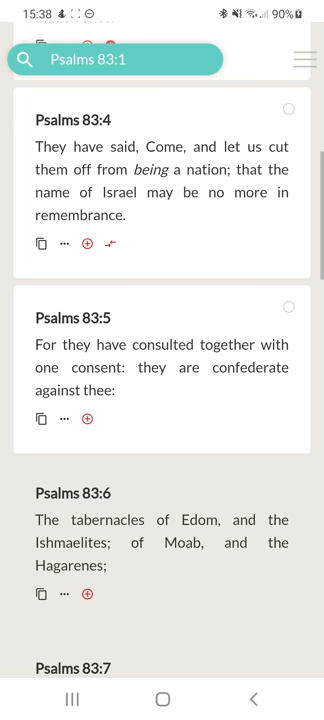 15:38
90%
Psalms 83:1
Psalms 83:4
They have said, Come, and let us cut
them off from being a nation; that the
name of Israel may be no more in
remembrance.
Psalms 83:5
For they have consulted together with
one consent: they are confederate
against thee:
Psalms 83:6
The tabernacles of Edom, and the
Ishmaelites; of Moab, and the
Hagarenes;
Psalms 83:7